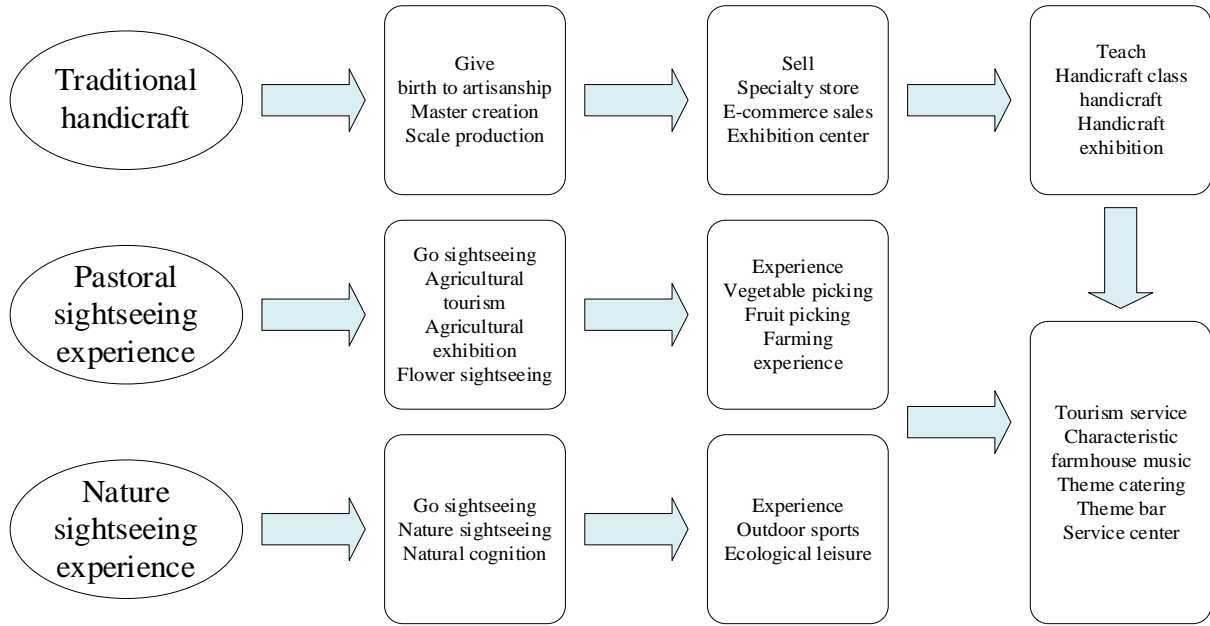 Traditional
handicraft
Give
birth to artisanship
Master creation
Scale production
Sell
Specialty store
E-commerce sales
Exhibition center
Teach
Handicraft class
handicraft
Handicraft
exhibition
Pastoral
sightseeing
experience
Go sightseeing
Agricultural
tourism
Agricultural
exhibition
Flower sightseeing
Experience
Vegetable picking
Fruit picking
Farming
experience
Nature
sightseeing
experience
Go sightseeing
Nature sightseeing
Natural cognition
Experience
Outdoor sports
Ecological leisure
Tourism service
Characteristic
farmhouse music
Theme catering
Theme bar
Service center